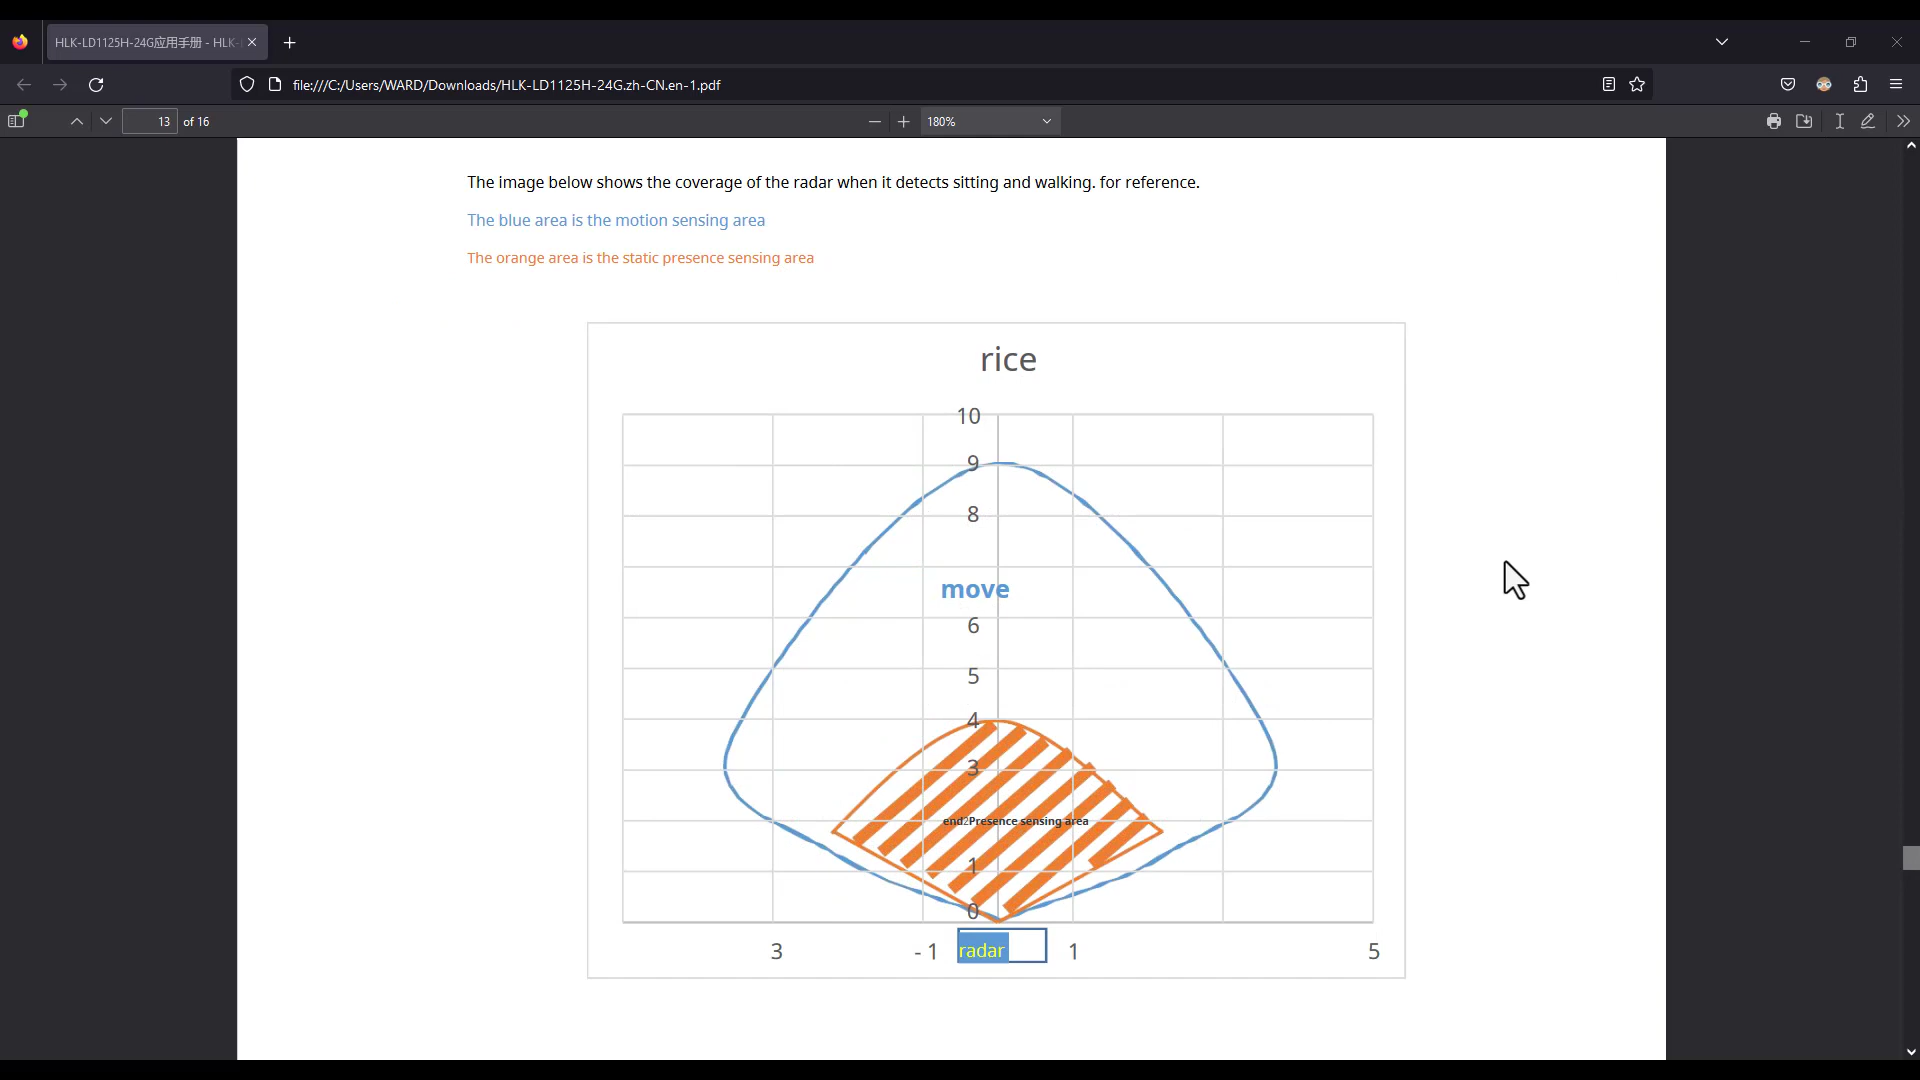 HLK-LD1125H-24G应用手册 - HLK-
file:///C:/Users/WARD/Downloads/HLK-LD1125H-24G.zh-CN.en-1.pdf
13 of 16
180%
The image below shows the coverage of the radar when it detects sitting and walking. for reference.
The blue area is the motion sensing area
The orange area is the static presence sensing area
rice
10
9
8
move
6
5
4
3
end2Presence sensing area
1
0
3 - 1 radar 1 5